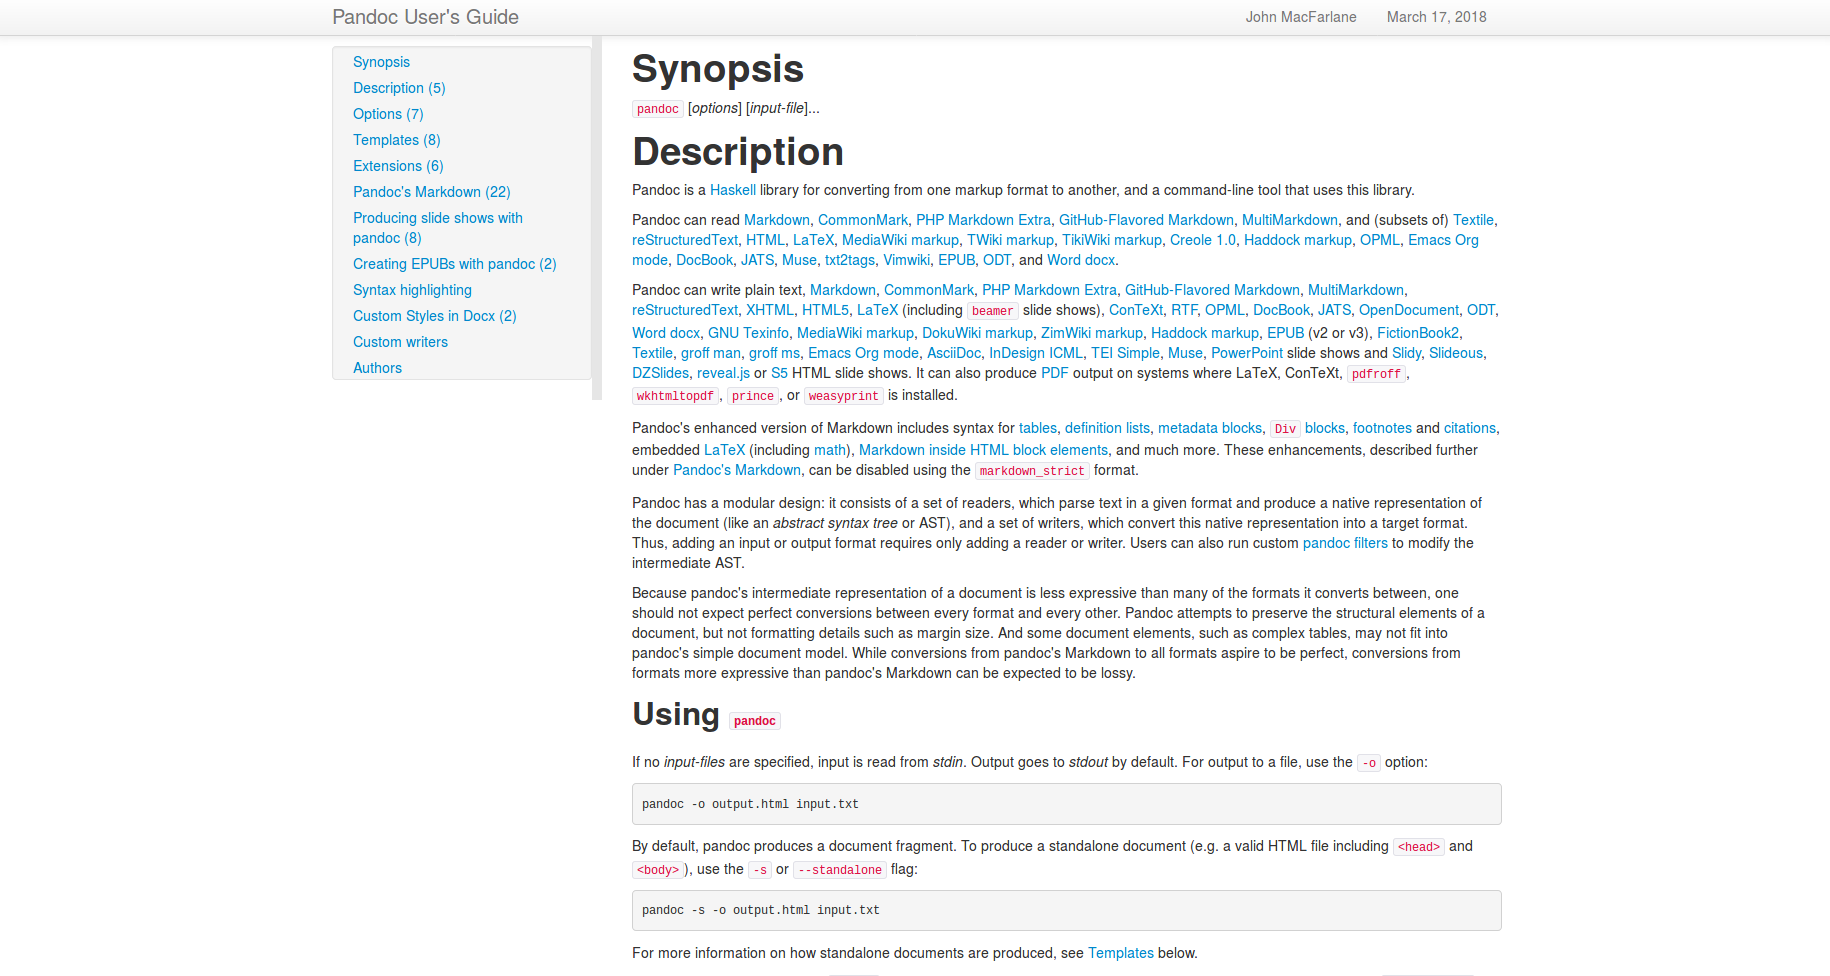 Pandoc User's Guide
John MacFarlane March 17, 2018
Synopsis
Description (5)
Options (7)
Templates (8)
Extensions (6)
Pandoc's Markdown (22)
Producing slide shows with
pandoc (8)
Creating EPUBs with pandoc (2)
Syntax highlighting
Custom Styles in Docx (2)
Custom writers
Authors
Synopsis
pandoc [options] [input-file]...
Description
Pandoc is a Haskell library for converting from one markup format to another, and a command-line tool that uses this library.
Pandoc can read Markdown, CommonMark, PHP Markdown Extra, GitHub-Flavored Markdown, MultiMarkdown, and (subsets of) Textile,
reStructuredText, HTML, LaTeX, MediaWiki markup, TWiki markup, TikiWiki markup, Creole 1.0, Haddock markup, OPML, Emacs Org
mode, DocBook, JATS, Muse, txt2tags, Vimwiki, EPUB, ODT, and Word docx.
Pandoc can write plain text, Markdown, CommonMark, PHP Markdown Extra, GitHub-Flavored Markdown, MultiMarkdown,
reStructuredText, XHTML, HTML5, LaTeX (including beamer slide shows), ConTeXt, RTF, OPML, DocBook, JATS, OpenDocument, ODT,
Word docx, GNU Texinfo, MediaWiki markup, DokuWiki markup, ZimWiki markup, Haddock markup, EPUB (v2 or v3), FictionBook2,
Textile, groff man, groff ms, Emacs Org mode, AsciiDoc, InDesign ICML, TEI Simple, Muse, PowerPoint slide shows and Slidy, Slideous,
DZSlides, reveal.js or S5 HTML slide shows. It can also produce PDF output on systems where LaTeX, ConTeXt, pdfroff,
wkhtmltopdf, prince, or weasyprint is installed.
Pandoc's enhanced version of Markdown includes syntax for tables, definition lists, metadata blocks, Div blocks, footnotes and citations,
embedded LaTeX (including math), Markdown inside HTML block elements, and much more. These enhancements, described further
under Pandoc's Markdown, can be disabled using the markdown_strict format.
Pandoc has a modular design: it consists of a set of readers, which parse text in a given format and produce a native representation of
the document (like an abstract syntax tree or AST), and a set of writers, which convert this native representation into a target format.
Thus, adding an input or output format requires only adding a reader or writer. Users can also run custom pandoc filters to modify the
intermediate AST.
Because pandoc's intermediate representation of a document is less expressive than many of the formats it converts between, one
should not expect perfect conversions between every format and every other. Pandoc attempts to preserve the structural elements of a
document, but not formatting details such as margin size. And some document elements, such as complex tables, may not fit into
pandoc's simple document model. While conversions from pandoc's Markdown to all formats aspire to be perfect, conversions from
formats more expressive than pandoc's Markdown can be expected to be lossy.
Using pandoc
If no input-files are specified, input is read from stdin. Output goes to stdout by default. For output to a file, use the -o option:
pandoc -o output.html input.txt
By default, pandoc produces a document fragment. To produce a standalone document (e.g. a valid HTML file including <head> and
<body>), use the -s or --standalone flag:
pandoc -s -o output.html input.txt
For more information on how standalone documents are produced, see Templates below.